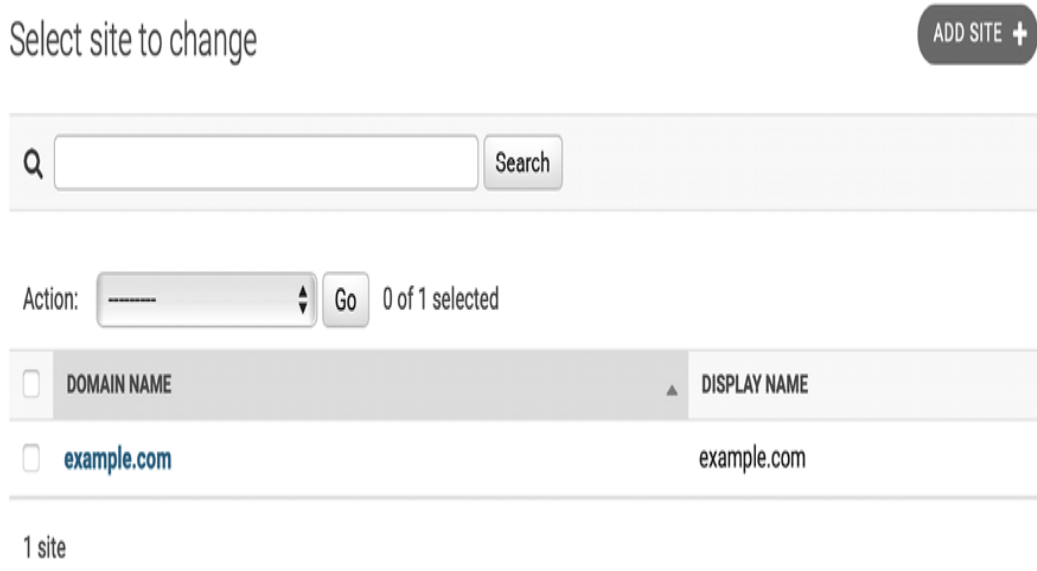 Select site to change
ADD SITE +
Search
Action: --------- Go 0 of 1 selected
DOMAIN NAME DISPLAY NAME
example.com example.com
1 site